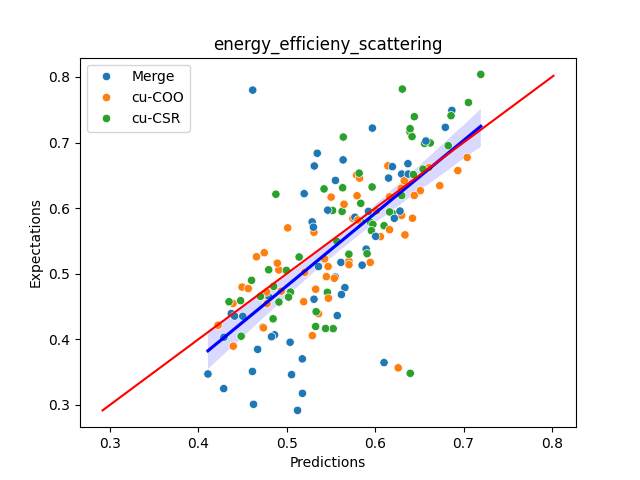 energy_efficieny_scattering
Merge
cu-COO
cu-CSR
Expectations
0.8
0.7
0.6
0.5
0.4
0.3
0.3 0.4 0.5 0.6 0.7 0.8
Predictions